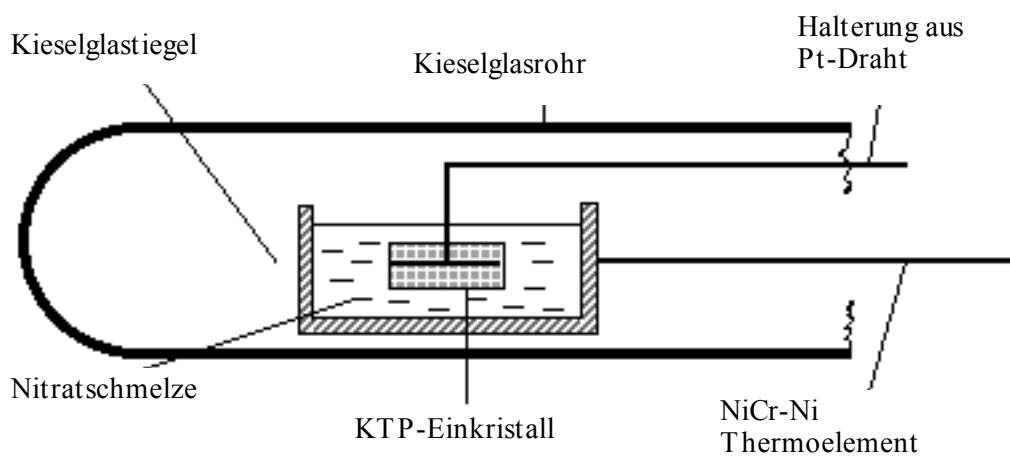 Kieselglastiegel
Kieselglasrohr
Halterung aus
Pt-Draht
Nitratschmelze
KTP-Einkristall
NiCr-Ni
Thermoelement